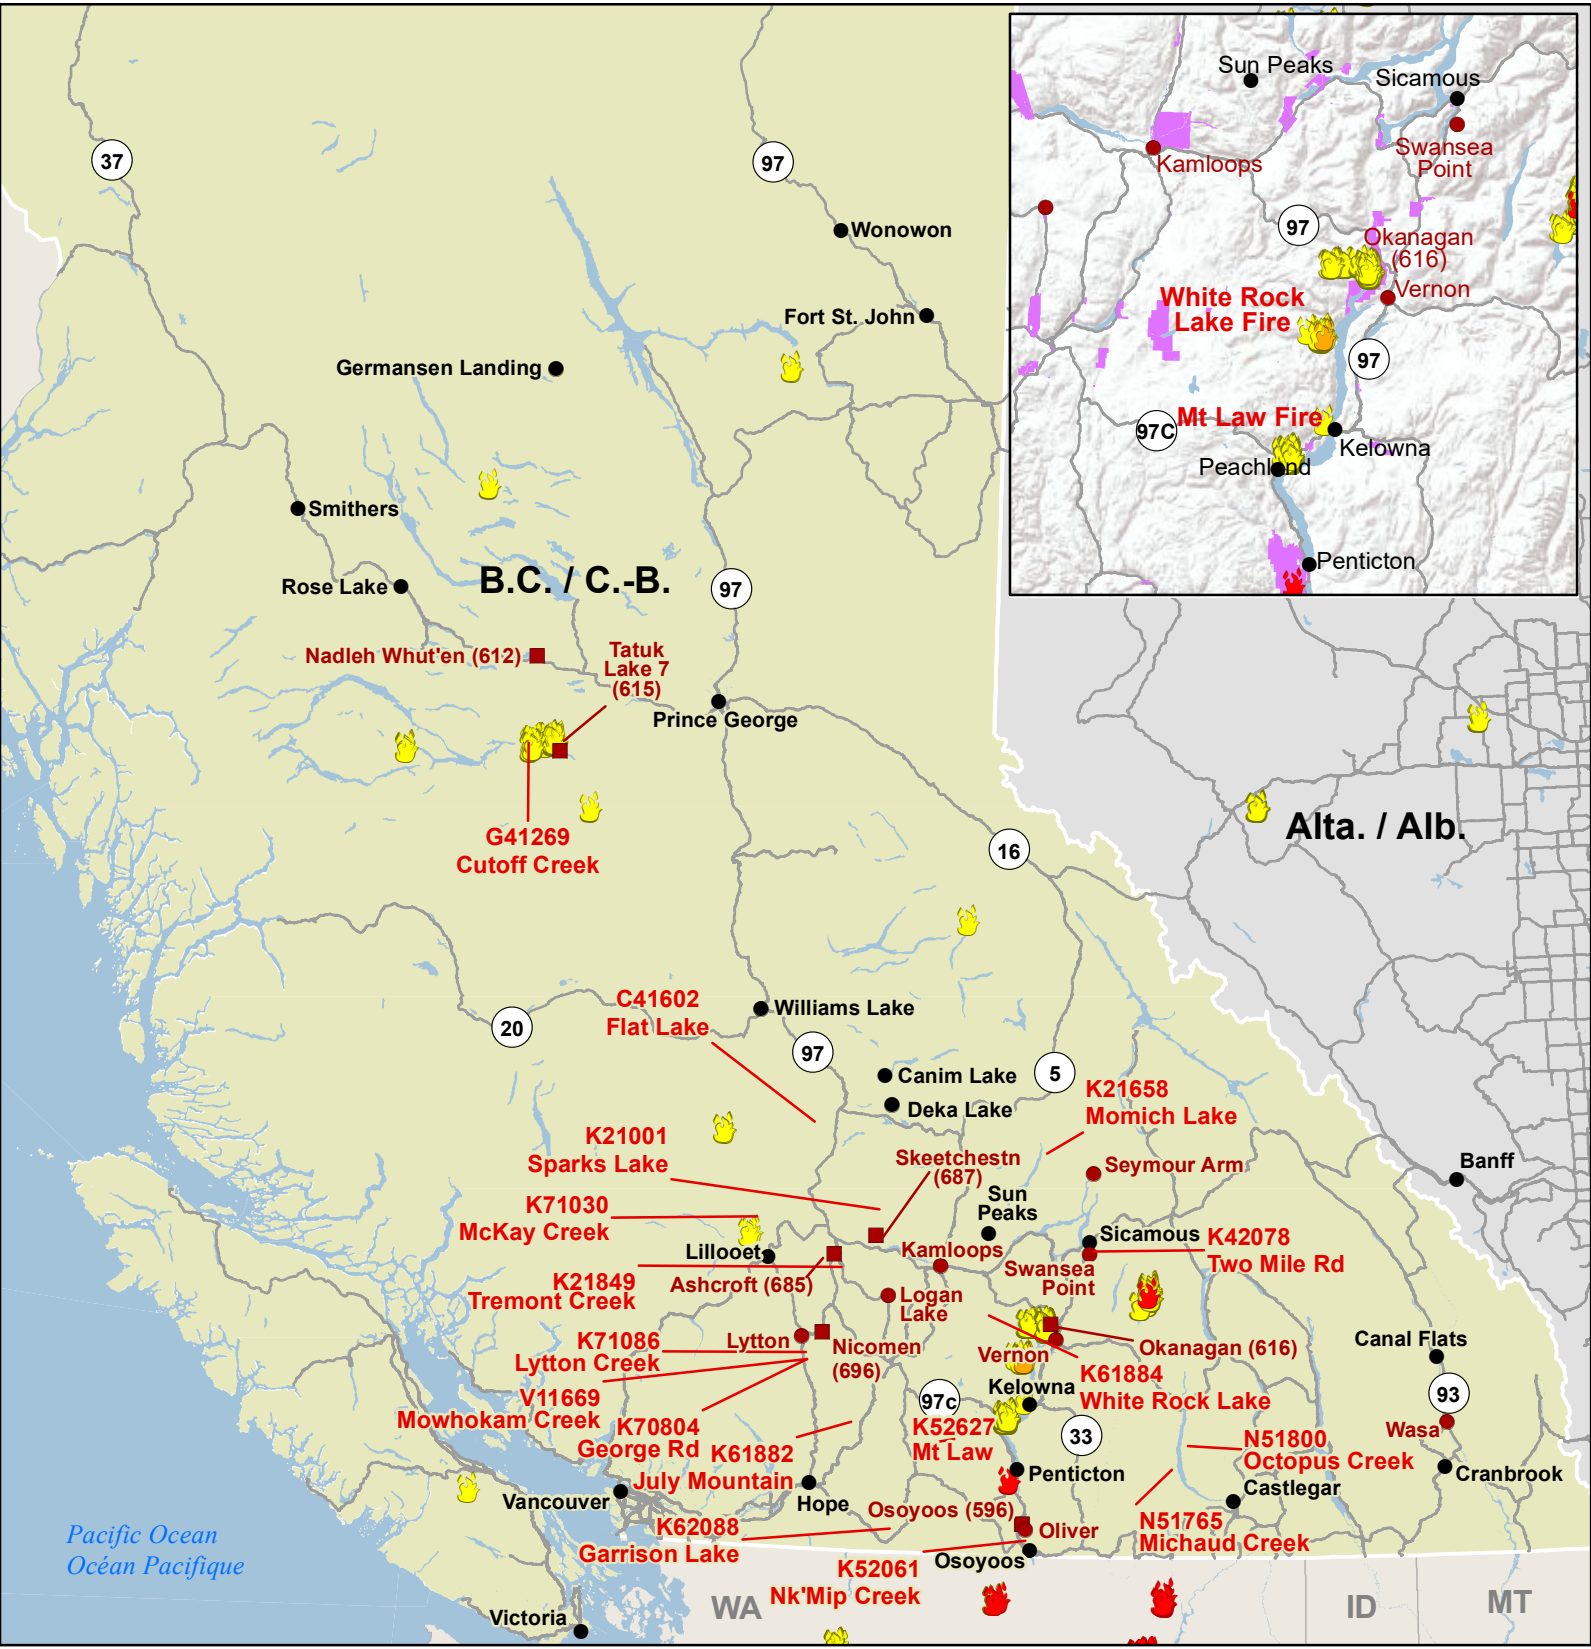 37
97
Wonowon
Fort St. John
Germansen Landing
Smithers
Rose Lake
B.C. / C.-B.
97
Nadleh Whut'en (612)
Tatuk
Lake 7
(615)
Prince George
G41269
Cutoff Creek
16
Alta. / Alb.
Sun Peaks
Sicamous
Swansea
Point
Kamloops
97
Okanagan
(616)
Vernon
White Rock
Lake Fire
97
Mt Law Fire
97C
Kelowna
Peachland
Penticton
C41602
Flat Lake
Williams Lake
20
97
Canim Lake
Deka Lake
5
K21658
Momich Lake
K21001
Sparks Lake
Skeetchestn
(687)
Seymour Arm
Banff
K71030
McKay Creek
Sun
Peaks
Sicamous
K42078
Two Mile Rd
Lillooet
Kamloops
Swansea
Point
K21849
Tremont Creek
Ashcroft (685)
Logan
Lake
K71086
Lytton Creek
Lytton
Nicomen
(696)
Vernon
Okanagan (616)
Canal Flats
V11669
Mowhokam Creek
Kelowna
K61884
White Rock Lake
97c
93
K70804
George Rd
K61882
July Mountain
K52627
Mt Law
33
Wasa
N51800
Octopus Creek
Penticton
Cranbrook
Castlegar
Vancouver
Hope
Osoyoos (596)
Oliver
N51765
Michaud Creek
K62088
Garrison Lake
Osoyoos
K52061
Nk'Mip Creek
Pacific Ocean
Océan Pacifique
Victoria
WA
ID
MT